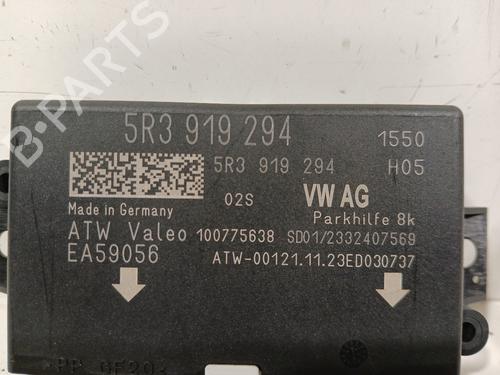 5R3 919 294 1550
5R3 919 294 H05
02S VW AG
Made in Germany Parkhilfe 8k
ATW Valeo 100775638 SD01/2332407569
EA59056 ATW-00121.11.23ED030737
B-PARTS